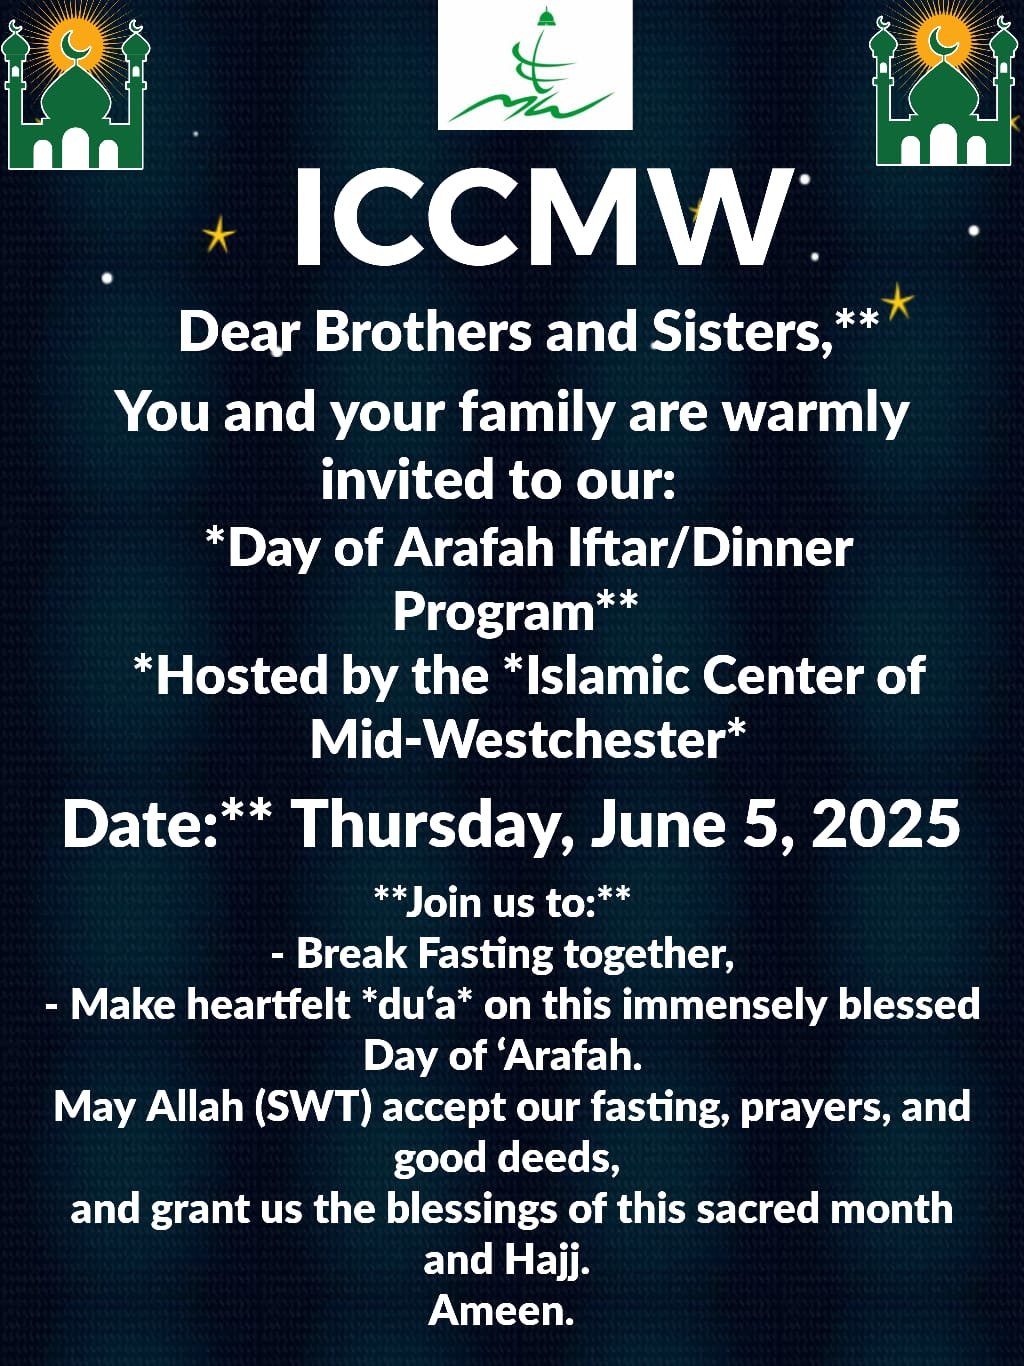 ICCMW
Dear Brothers and Sisters,**
You and your family are warmly
invited to our:
*Day of Arafah Iftar/Dinner
Program**
*Hosted by the *Islamic Center of
Mid-Westchester*
Date:** Thursday, June 5, 2025
**Join us to:**
- Break Fasting together,
- Make heartfelt *du‘a* on this immensely blessed
Day of ‘Arafah.
May Allah (SWT) accept our fasting, prayers, and
good deeds,
and grant us the blessings of this sacred month
and Hajj.
Ameen.